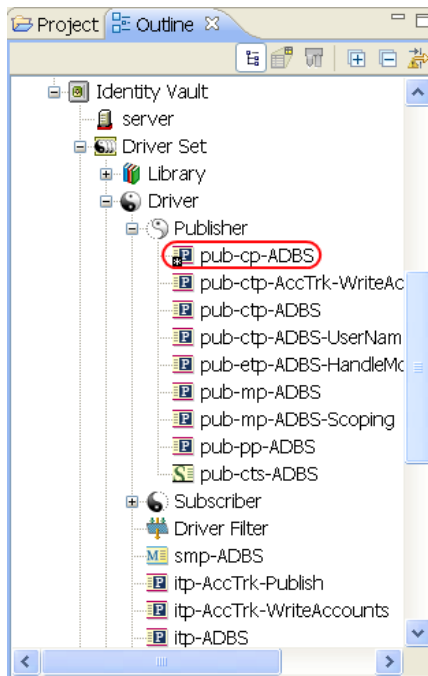 Project Outline
Identity Vault
server
Driver Set
Library
Driver
Publisher
pub-cp-ADBS
pub-ctp-AccTrk-WriteAc
pub-ctp-ADBS
pub-ctp-ADBS-UserNam
pub-etp-ADBS-HandleMo
pub-mp-ADBS
pub-mp-ADBS-Scoping
pub-pp-ADBS
pub-cts-ADBS
Subscriber
Driver Filter
smp-ADBS
itp-AccTrk-Publish
itp-AccTrk-WriteAccounts
itp-ADBS